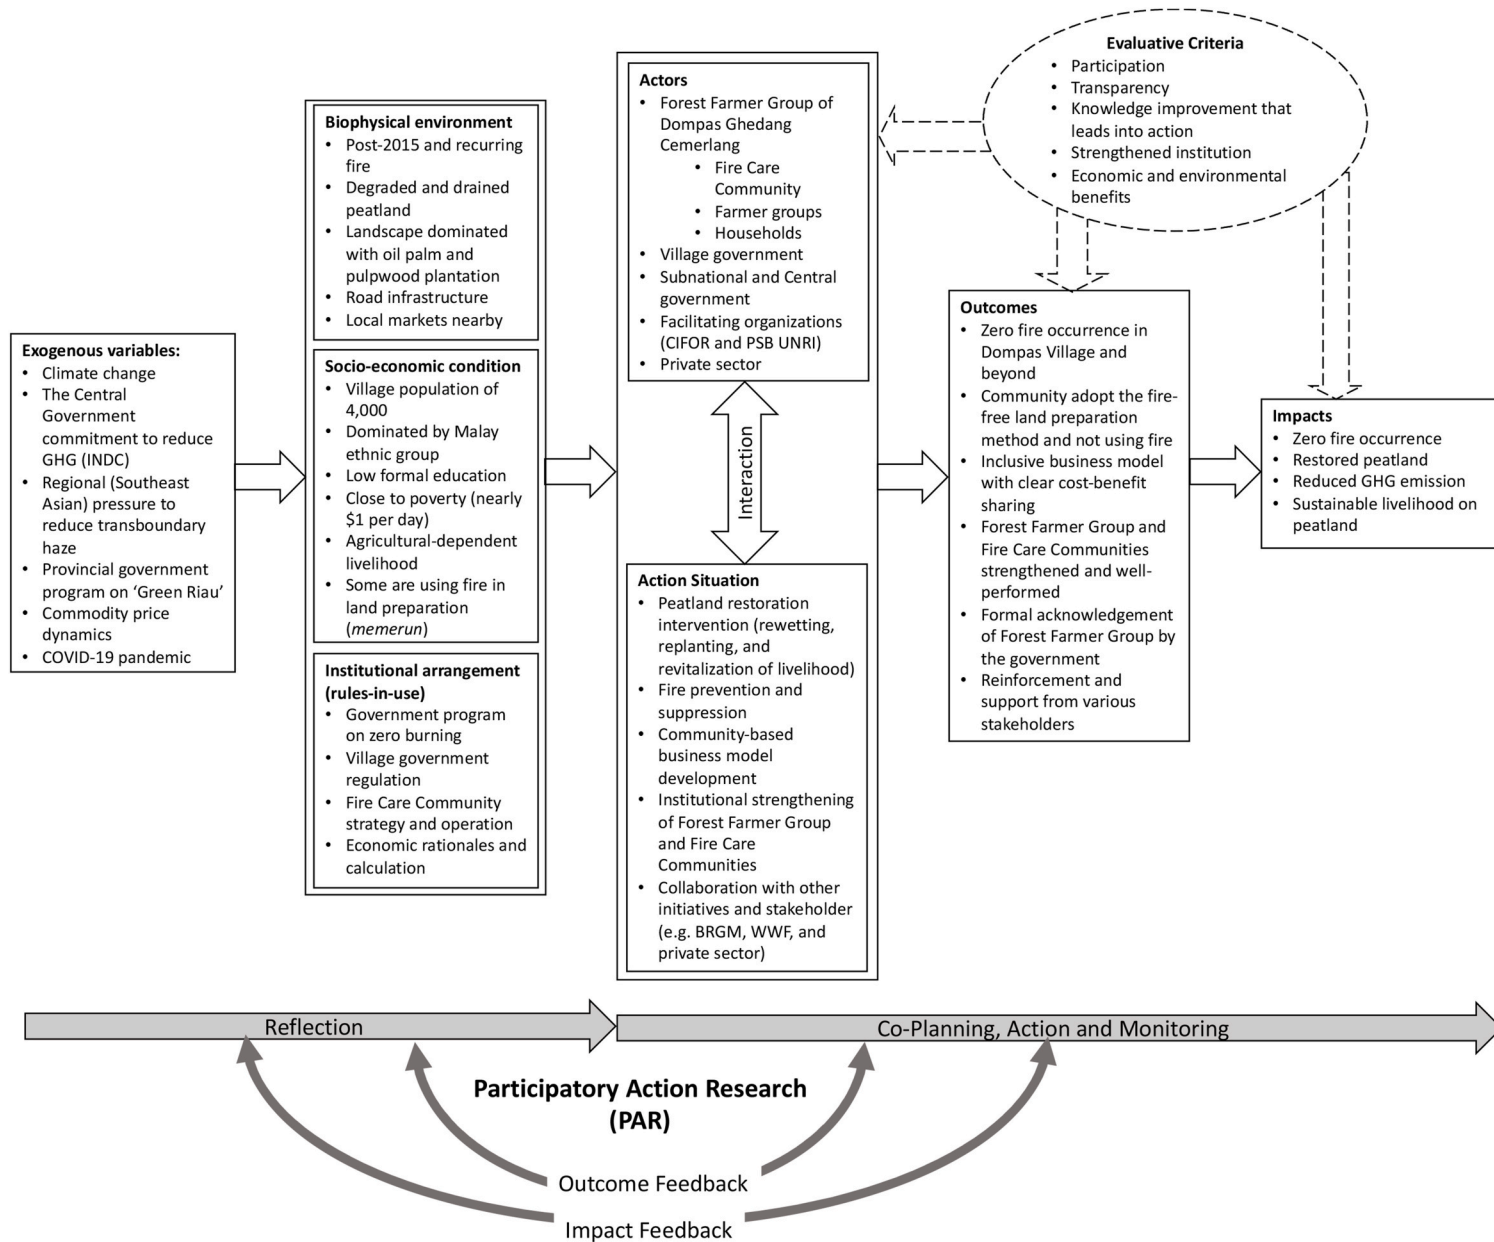 Exogenous variables:
• Climate change
• The Central
Government
commitment to reduce
GHG (INDC)
• Regional (Southeast
Asian) pressure to
reduce transboundary
haze
• Provincial government
program on ‘Green Riau’
• Commodity price
dynamics
• COVID-19 pandemic
Biophysical environment
• Post-2015 and recurring
fire
• Degraded and drained
peatland
• Landscape dominated
with oil palm and
pulpwood plantation
• Road infrastructure
• Local markets nearby
Socio-economic condition
• Village population of
4,000
• Dominated by Malay
ethnic group
• Low formal education
• Close to poverty (nearly
$1 per day)
• Agricultural-dependent
livelihood
• Some are using fire in
land preparation
(memerun)
Institutional arrangement
(rules-in-use)
• Government program
on zero burning
• Village government
regulation
• Fire Care Community
strategy and operation
• Economic rationales and
calculation
Actors
• Forest Farmer Group of
Dompas Ghedang
Cemerlang
• Fire Care
Community
• Farmer groups
• Households
• Village government
• Subnational and Central
government
• Facilitating organizations
(CIFOR and PSB UNRI)
• Private sector
Interaction
Action Situation
• Peatland restoration
intervention (rewetting,
replanting, and
revitalization of livelihood)
• Fire prevention and
suppression
• Community-based
business model
development
• Institutional strengthening
of Forest Farmer Group
and Fire Care
Communities
• Collaboration with other
initiatives and stakeholder
(e.g. BRGM, WWF, and
private sector)
Evaluative Criteria
• Participation
• Transparency
• Knowledge improvement that
leads into action
• Strengthened institution
• Economic and environmental
benefits
Outcomes
• Zero fire occurrence in
Dompas Village and
beyond
• Community adopt the fire-
free land preparation
method and not using fire
• Inclusive business model
with clear cost-benefit
sharing
• Forest Farmer Group and
Fire Care Communities
strengthened and well-
performed
• Formal acknowledgement
of Forest Farmer Group by
the government
• Reinforcement and
support from various
stakeholders
Impacts
• Zero fire occurrence
• Restored peatland
• Reduced GHG emission
• Sustainable livelihood on
peatland
Reflection
Co-Planning, Action and Monitoring
Participatory Action Research
(PAR)
Outcome Feedback
Impact Feedback